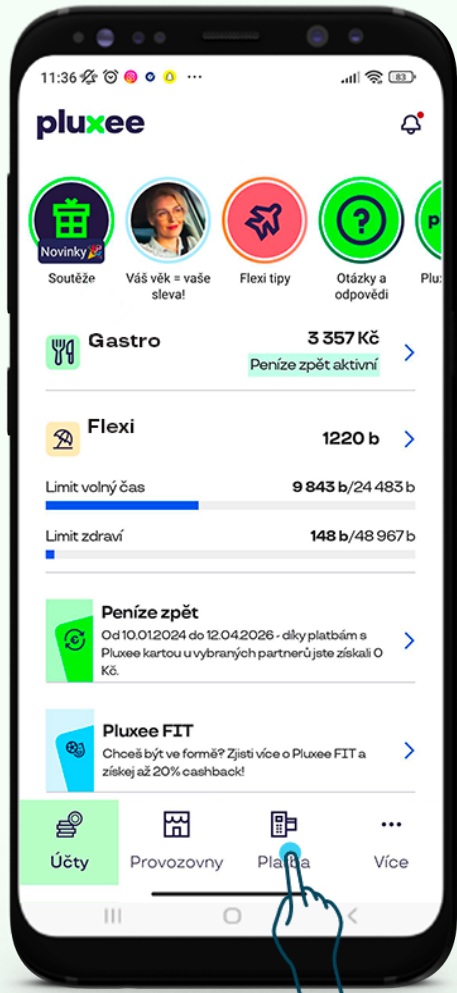 11:36
83
pluxee
Novinky
Soutěže
Váš věk = vaše
sleva!
Flexi tipy
Otázky a
odpovědi
Plu:
Gastro
3 357 Kč
Peníze zpět aktivní
Flexi
1220 b
Limit volný čas
9 843 b/24 483 b
Limit zdraví
148 b/48 967 b
Peníze zpět
Od 10.01.2024 do 12.04.2026 - díky platbám s
Pluxee kartou u vybraných partnerů jste získali 0
Kč.
Pluxee FIT
Chceš být ve formě? Zjisti více o Pluxee FIT a
získej až 20% cashback!
Účty
Provozovny
Platba
Více